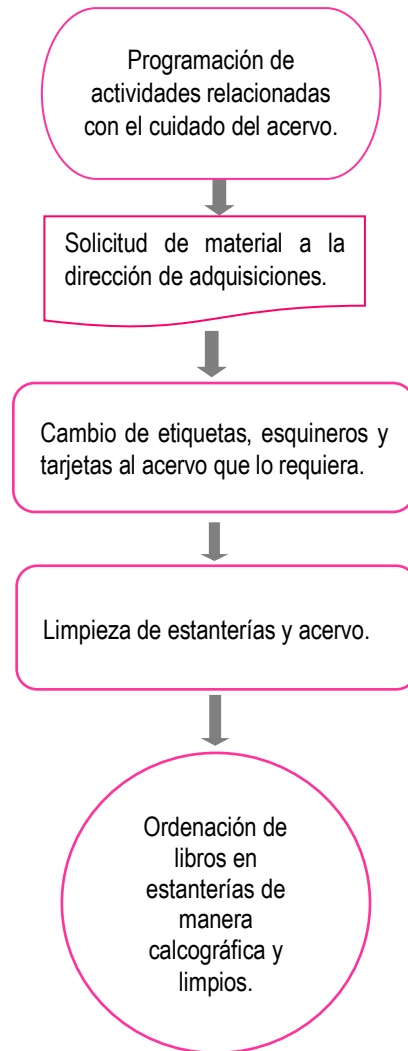 Programación de
actividades relacionadas
con el cuidado del acervo.
Solicitud de material a la
dirección de adquisiciones.
Cambio de etiquetas, esquineros y
tarjetas al acervo que lo requiera.
Limpieza de estanterías y acervo.
Ordenación de
libros en
estanterías de
manera
calcográfica y
limpios.